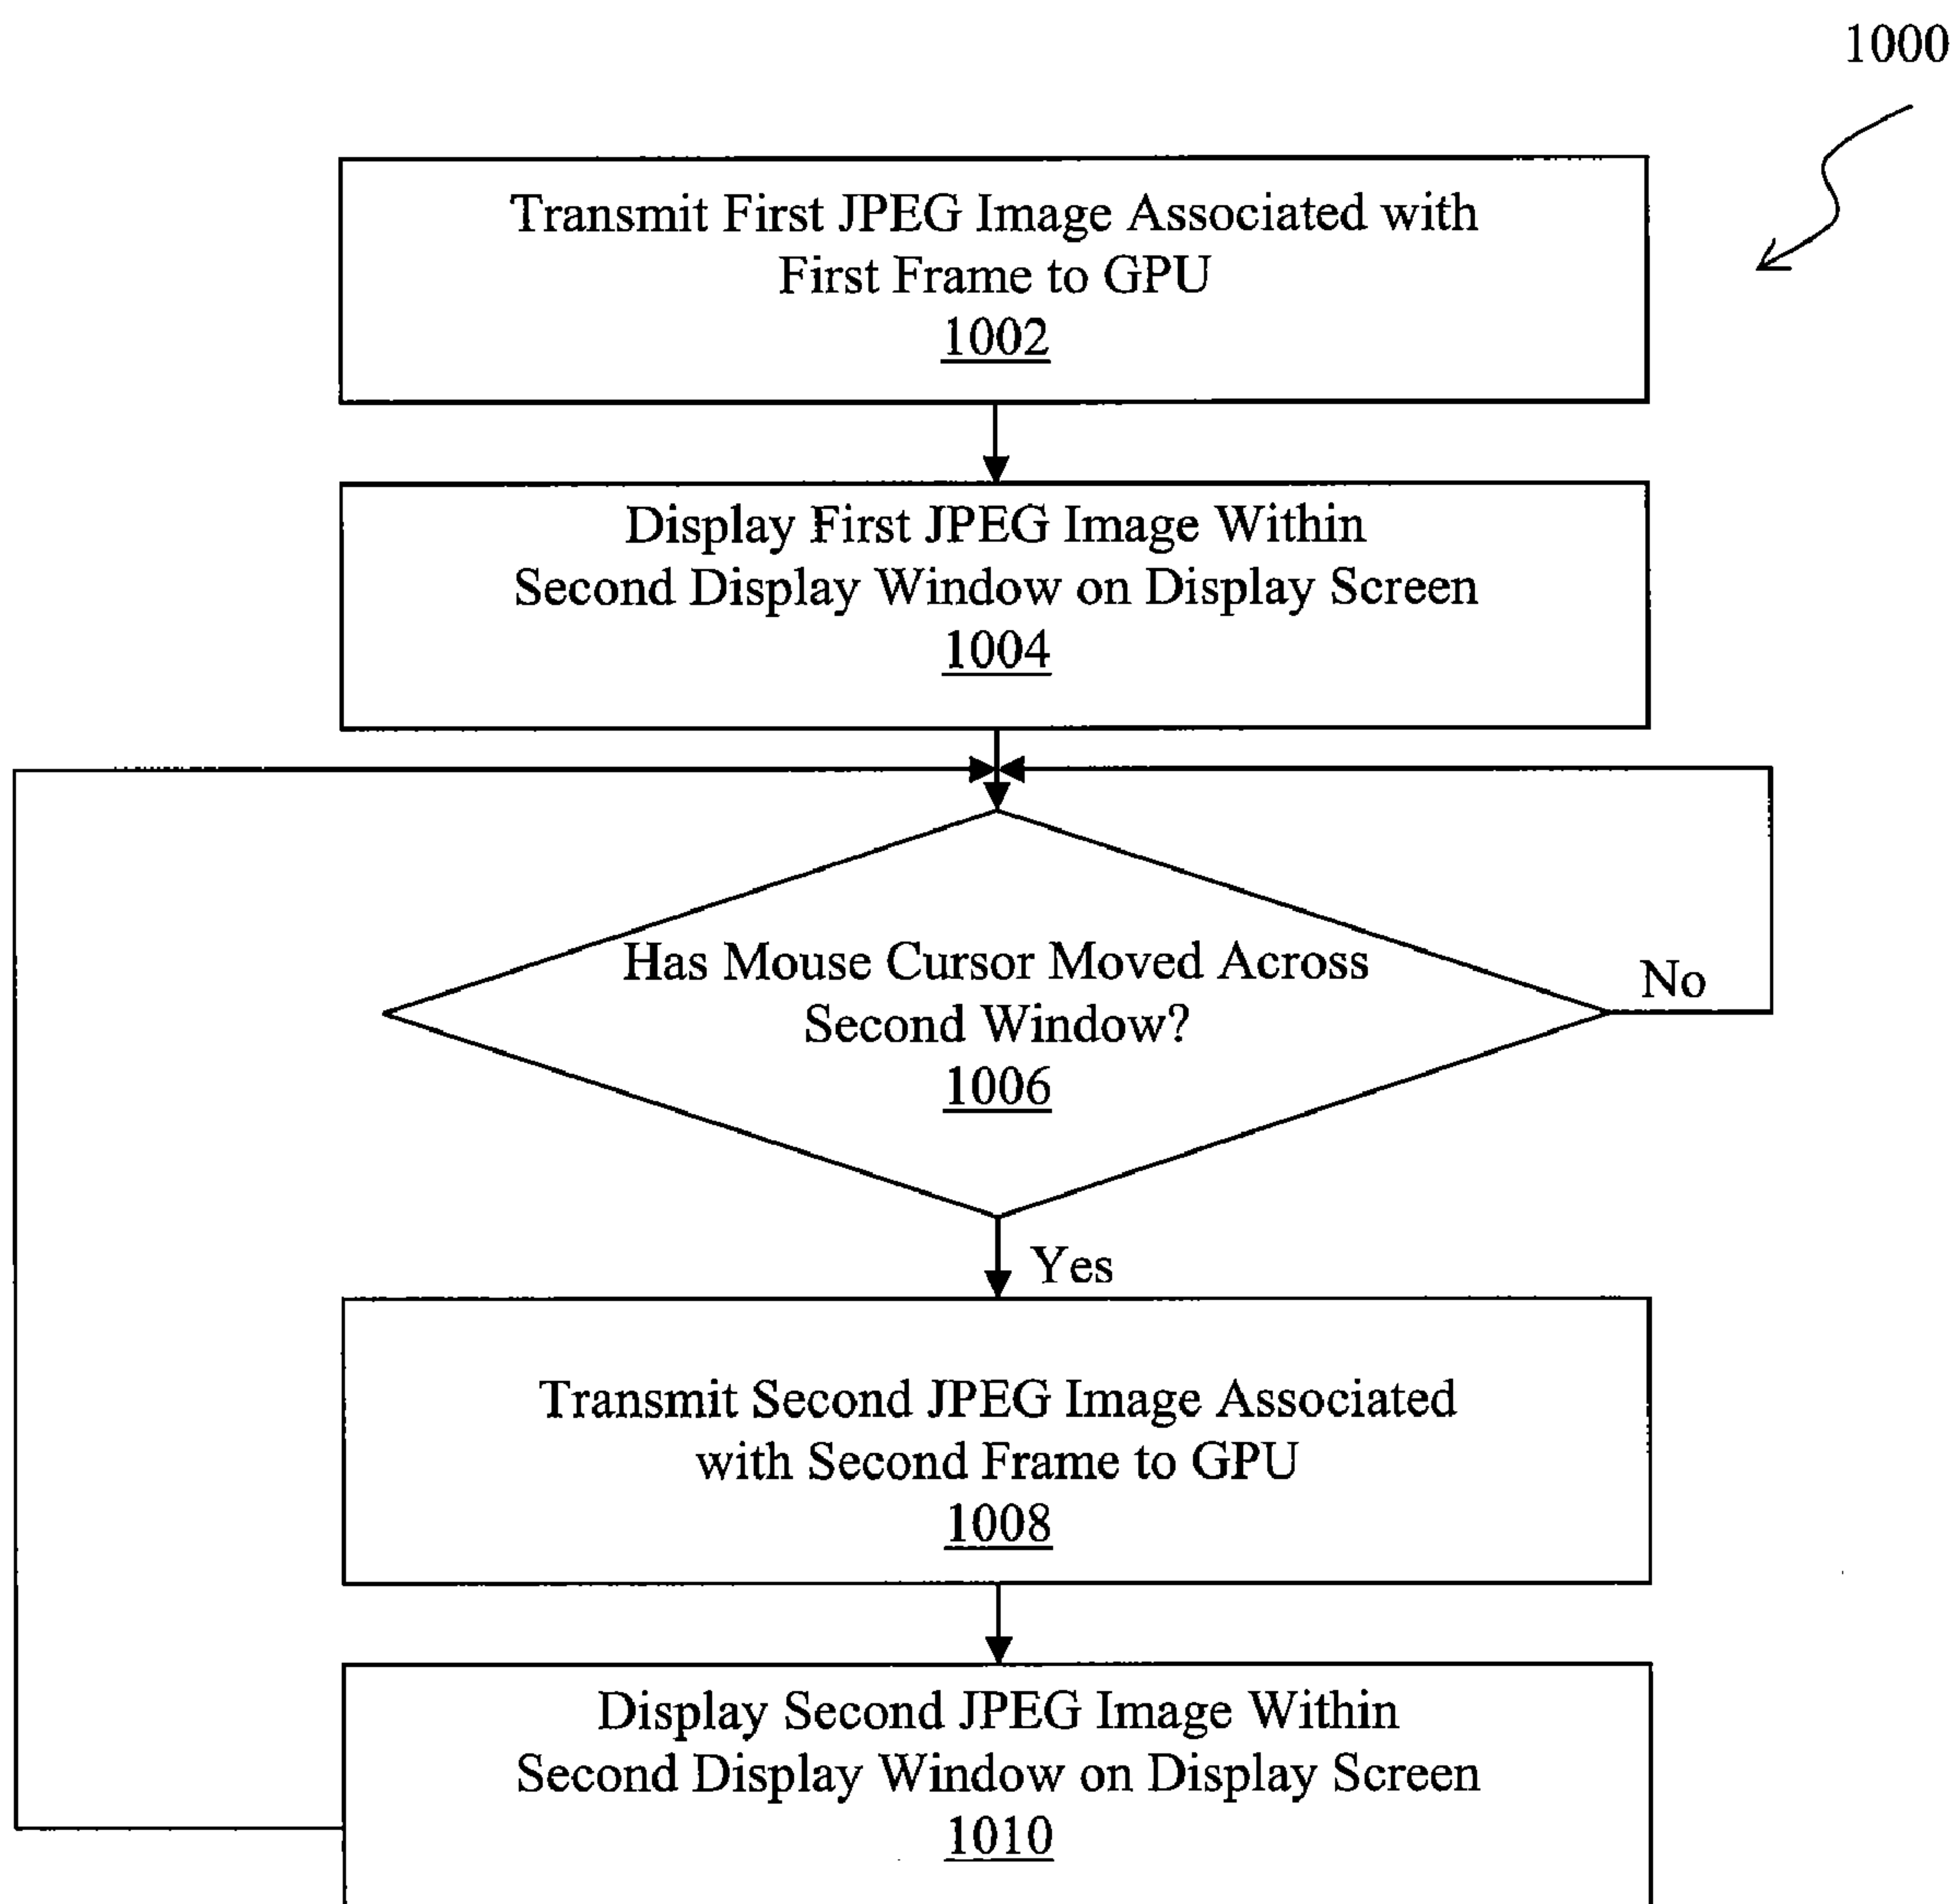 1000
Transmit First JPEG Image Associated with
First Frame to GPU
1002
Display First JPEG Image Within
Second Display Window on Display Screen
1004
Has Mouse Cursor Moved Across
Second Window?
1006
No
Yes
Transmit Second JPEG Image Associated
with Second Frame to GPU
1008
Display Second JPEG Image Within
Second Display Window on Display Screen
1010